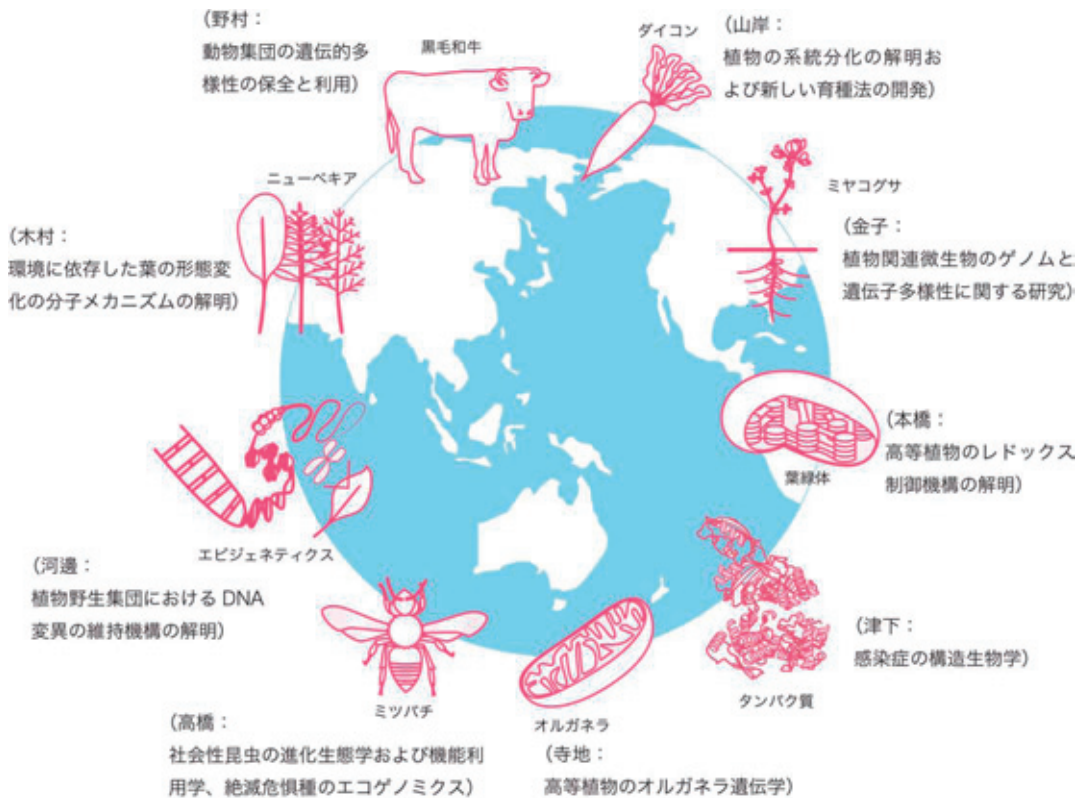 (野村：
動物集団の遺伝的多
様性の保全と利用)
黒毛和牛
ダイコン
(山岸：
植物の系統分化の解明お
よび新しい育種法の開発)
ミヤコグサ
(金子：
植物関連微生物のゲノムと
遺伝子多様性に関する研究)
葉緑体
(本橋：
高等植物のレドックス
制御機構の解明)
タンパク質
(津下：
感染症の構造生物学)
オルガネラ
(寺地：
高等植物のオルガネラ遺伝学)
ミツバチ
(高橋：
社会性昆虫の進化生態学および機能利
用学、絶滅危惧種のエコゲノミクス)
エピジェネティクス
(河邊：
植物野生集団における DNA
変異の維持機構の解明)
ニューベキア
(木村：
環境に依存した葉の形態変
化の分子メカニズムの解明)